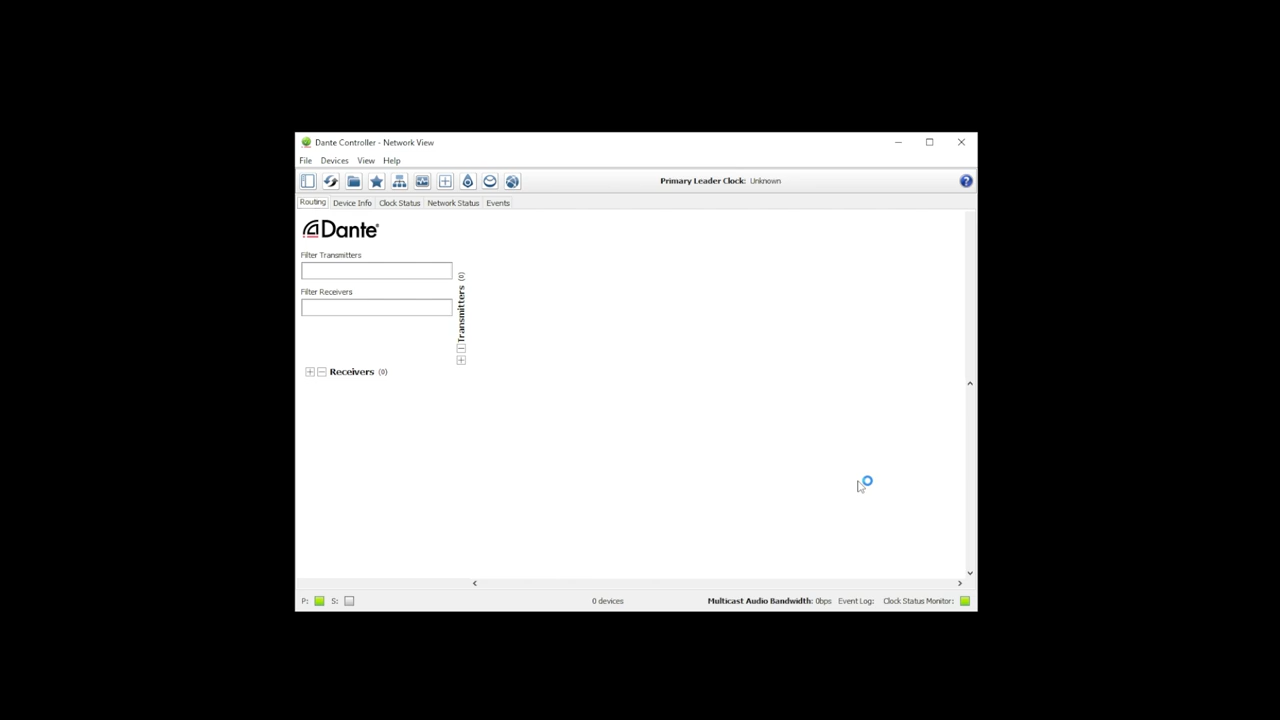 Dante Controller - Network View
File Devices View Help
Primary Leader Clock: Unknown
?
Routing Device Info Clock Status Network Status Events
Dante®
Filter Transmitters
Filter Receivers
Transmitters (0)
Receivers (0)
P: S: 0 devices Multicast Audio Bandwidth: 0bps Event Log: Clock Status Monitor: